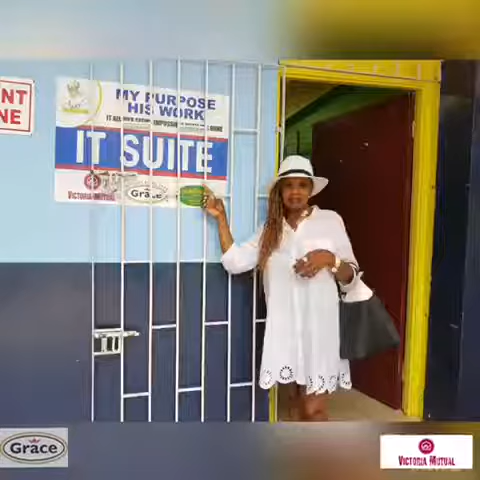 NT
NE
MY PURPOSE
HIS WORK
IT SUITE
VICTORIA MUTUAL
Grace
Grace
VICTORIA MUTUAL